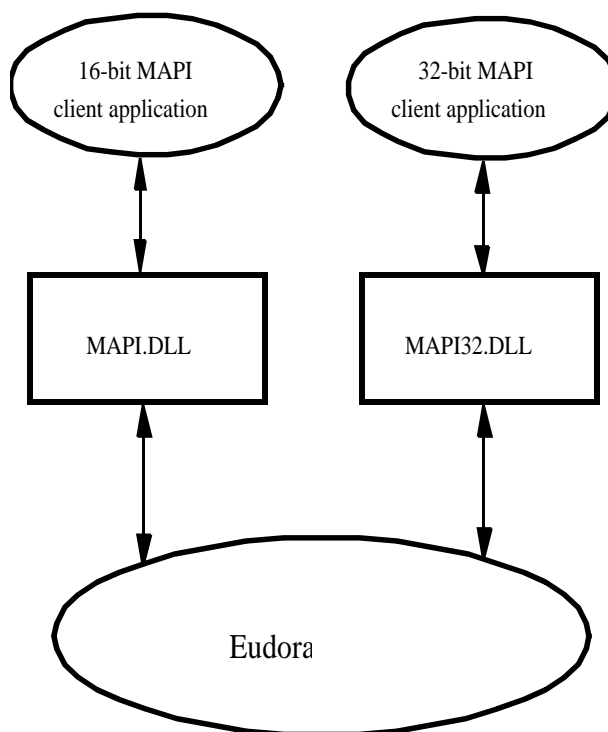 16-bit MAPI
client application
32-bit MAPI
client application
MAPI.DLL
MAPI32.DLL
Eudora